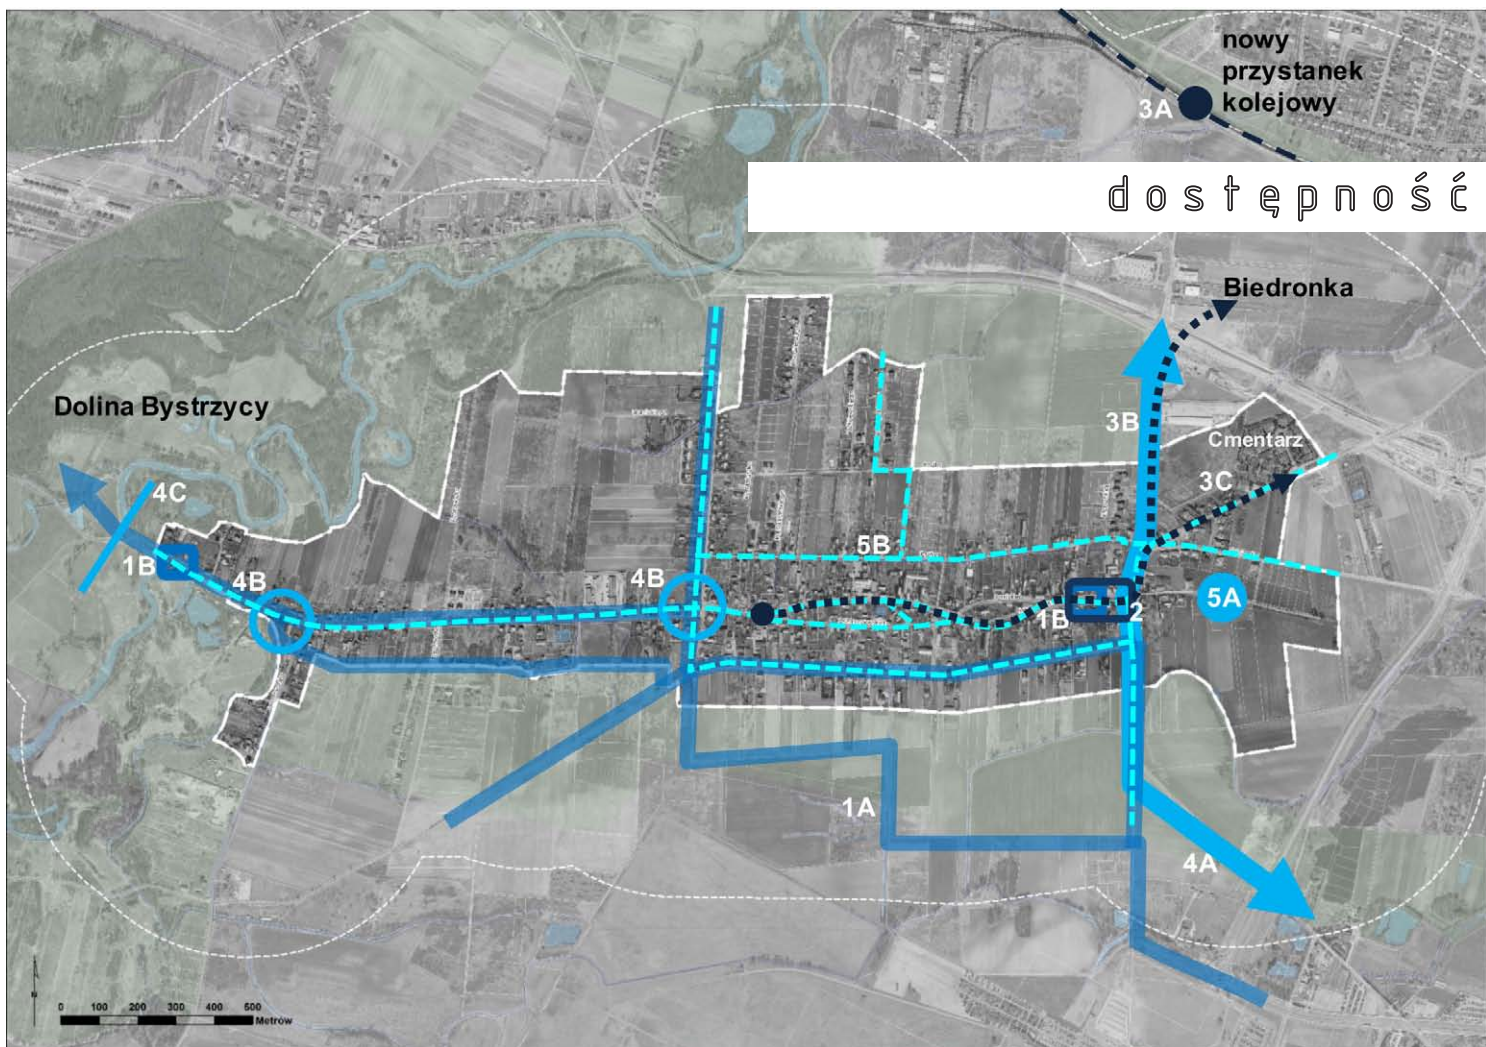 nowy
przystanek
kolejowy
3A
dostępność
Biedronka
Dolina Bystrzycy
3B
Cmentarz
4C
3C
1B
5B
4B
4B
5A
1B
2
1A
4A
N
0 100 200 300 400 500
Metrów